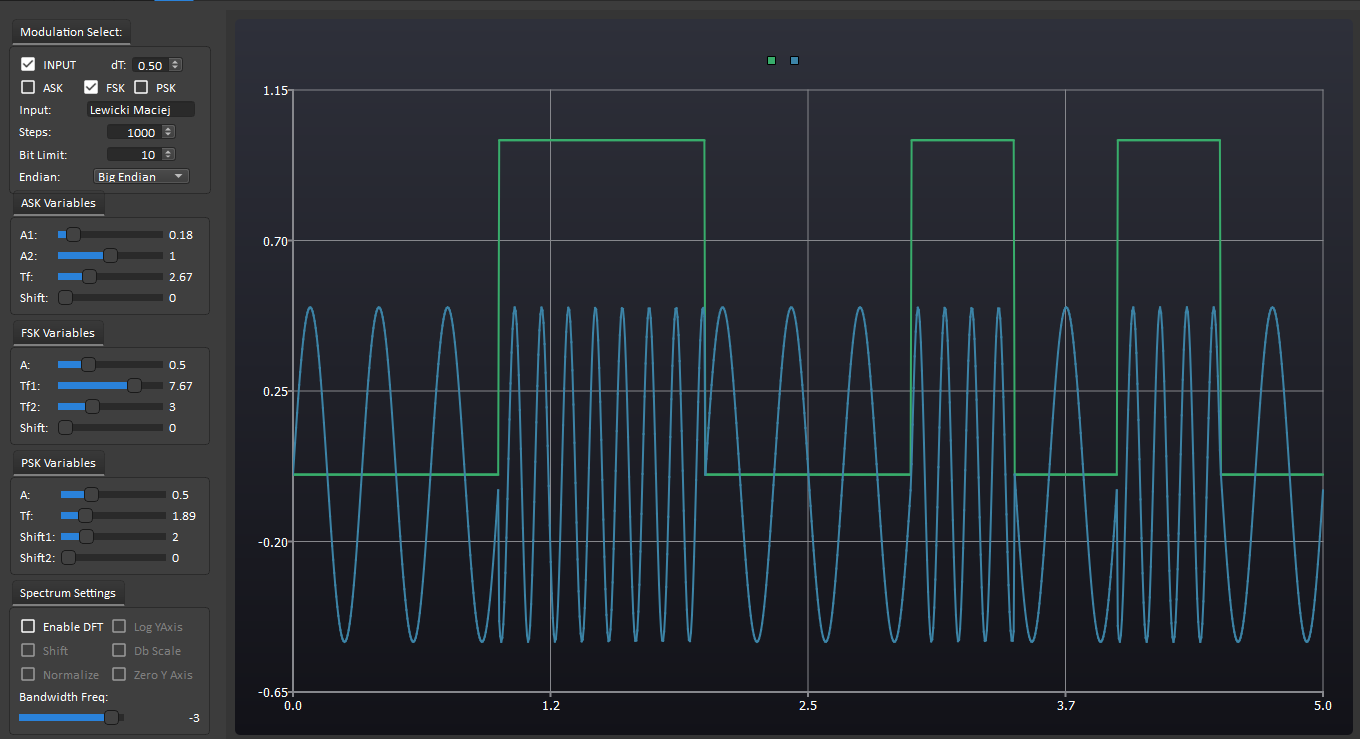 Modulation Select:
INPUT dT: 0.50
ASK FSK PSK
Input: Lewicki Maciej
Steps: 1000
Bit Limit: 10
Endian: Big Endian
ASK Variables
A1: 0.18
A2: 1
Tf: 2.67
Shift: 0
FSK Variables
A: 0.5
Tf1: 7.67
Tf2: 3
Shift: 0
PSK Variables
A: 0.5
Tf: 1.89
Shift1: 2
Shift2: 0
Spectrum Settings
Enable DFT Log YAxis
Shift Db Scale
Normalize Zero Y Axis
Bandwidth Freq:
-3
1.15
0.70
0.25
-0.20
-0.65
0.0 1.2 2.5 3.7 5.0